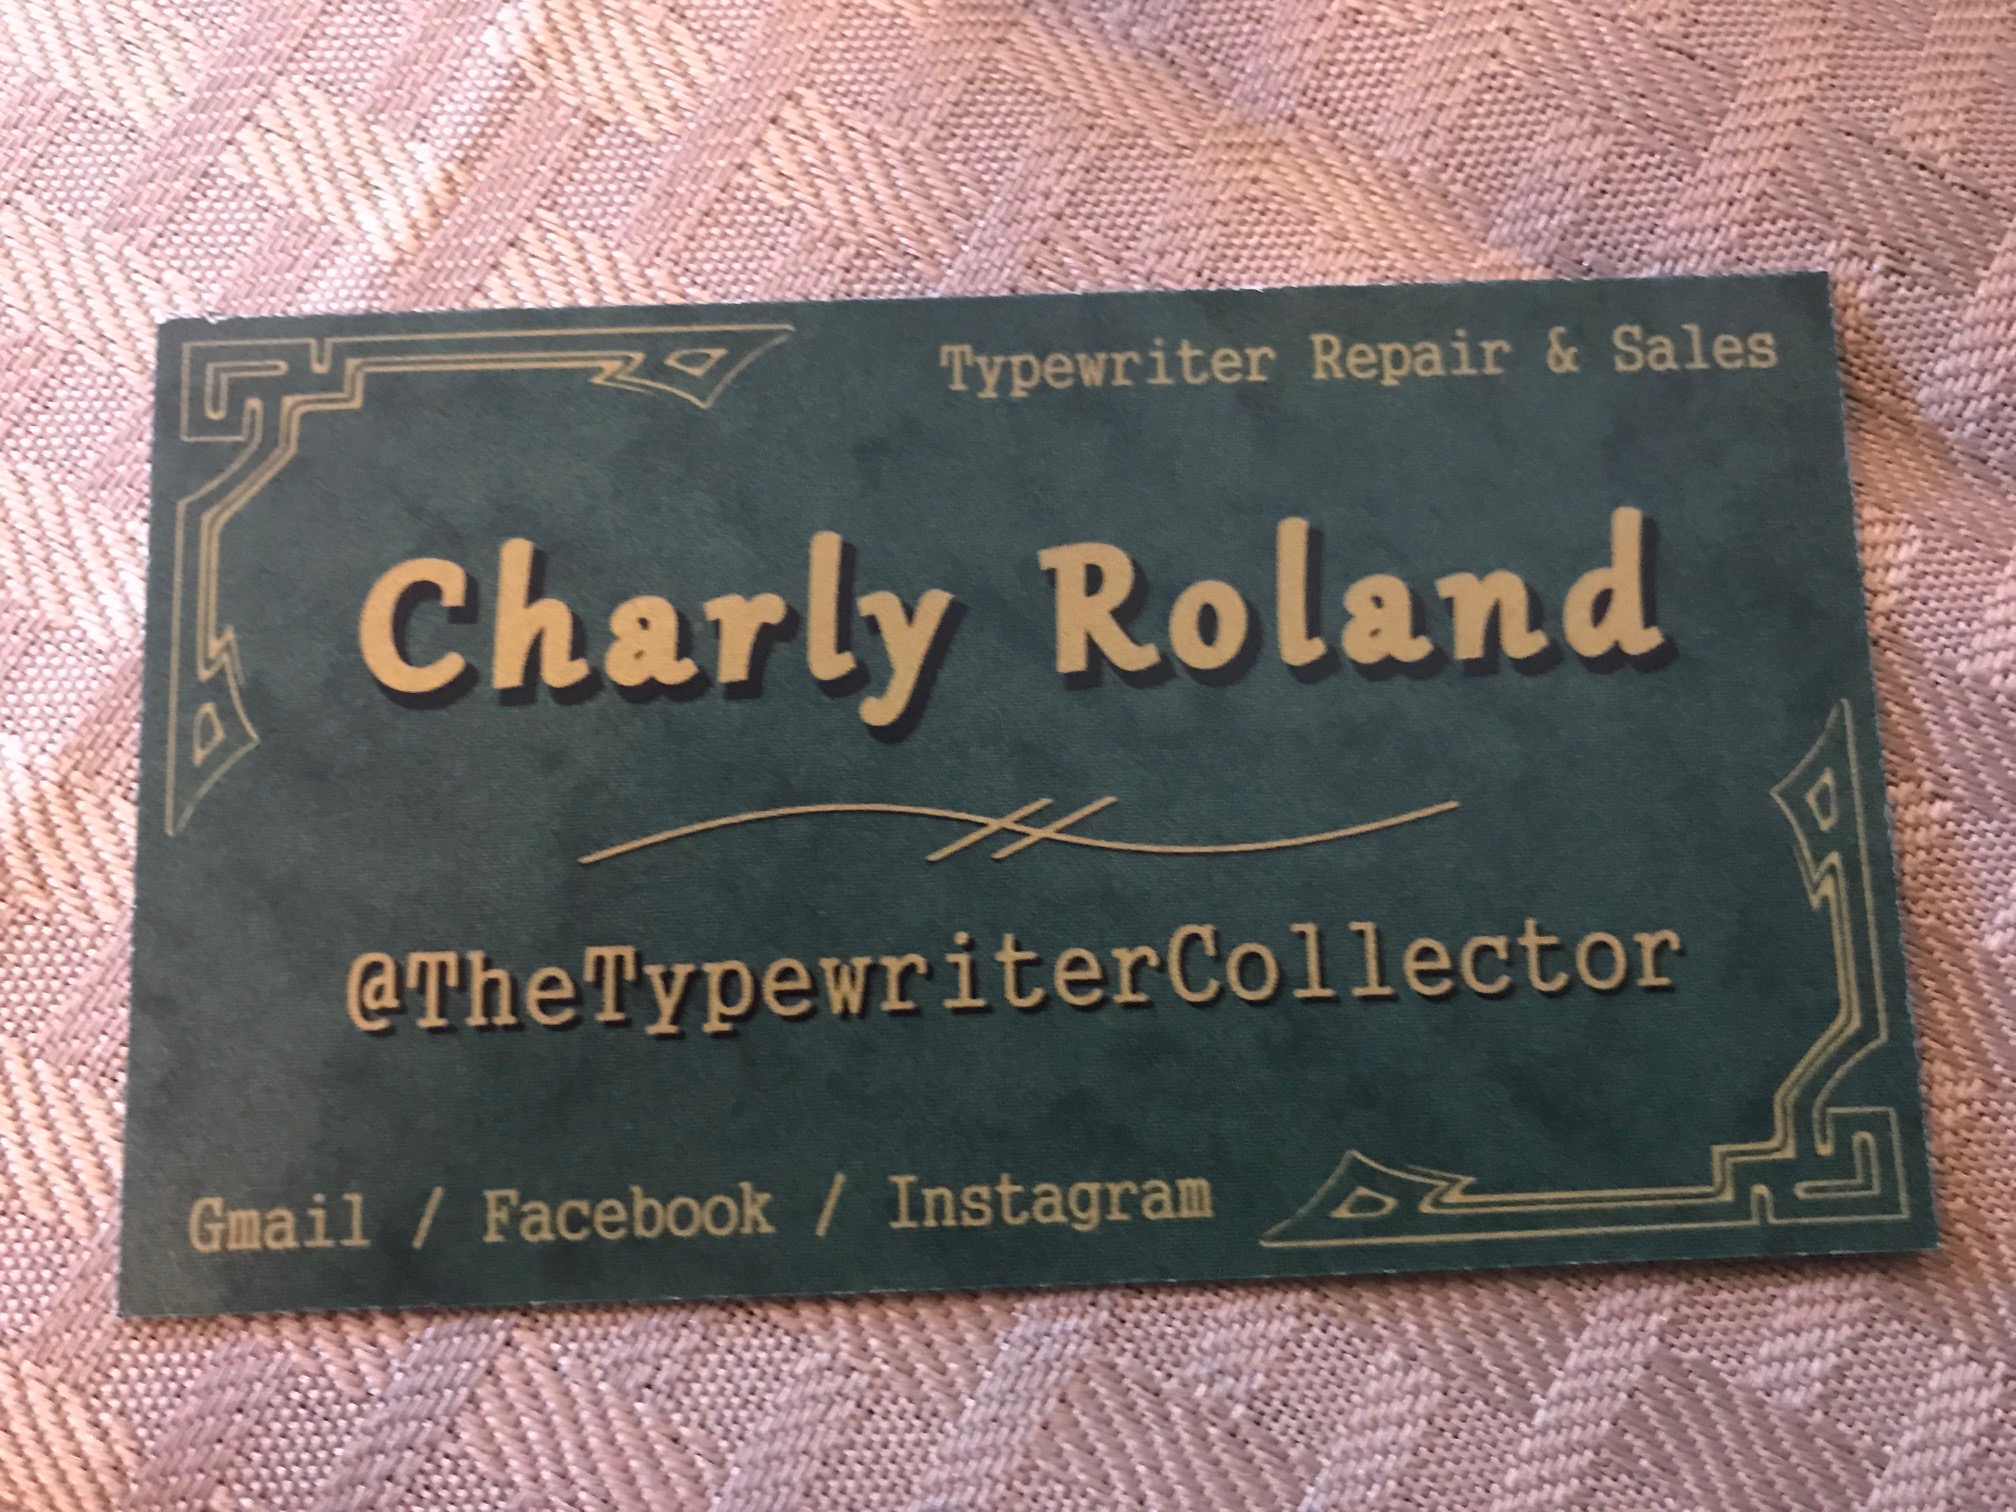 Typewriter Repair & Sales
Charly Roland
@TheTypewriterCollector
Gmail / Facebook / Instagram